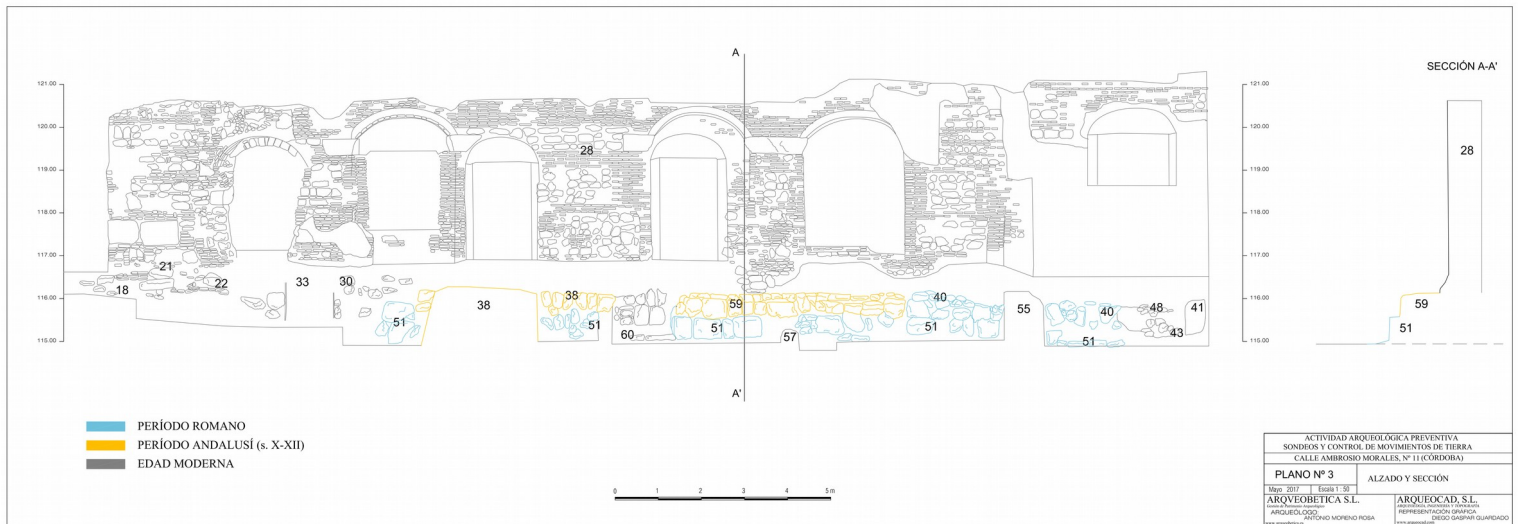 A
SECCIÓN A-A'
121.00
120.00
119.00
118.00
117.00
116.00
115.00
121.00
120.00
119.00
118.00
117.00
116.00
115.00
28
28
21
22
18
33
30
38
38
51
51
60
59
51
57
40
51
55
40
51
48
43
41
59
51
A'
PERÍODO ROMANO
PERÍODO ANDALUSÍ (s. X-XII)
EDAD MODERNA
0 1 2 3 4 5 m
ACTIVIDAD ARQUEOLÓGICA PREVENTIVA
SONDEOS Y CONTROL DE MOVIMIENTOS DE TIERRA
CALLE AMBROSIO MORALES, Nº 11 (CÓRDOBA)
PLANO Nº 3
ALZADO Y SECCIÓN
Mayo 2017 Escala 1 : 50
ARQVEOBETICA S.L.
ARQUEÓLOGO:
ANTONIO MORENO ROSA
ARQUEOCAD, S.L.
REPRESENTACIÓN GRÁFICA
DIEGO GASPAR GUARDADO